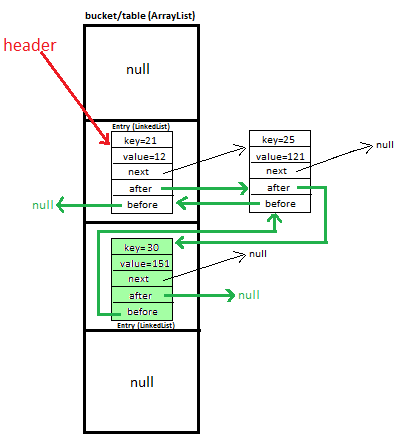 bucket/table (ArrayList)
header
null
Entry (LinkedList)
key=21
value=12
next
after
before
key=25
value=121
next
after
before
null
null
key=30
value=151
next
after
before
Entry (LinkedList)
null
null
null